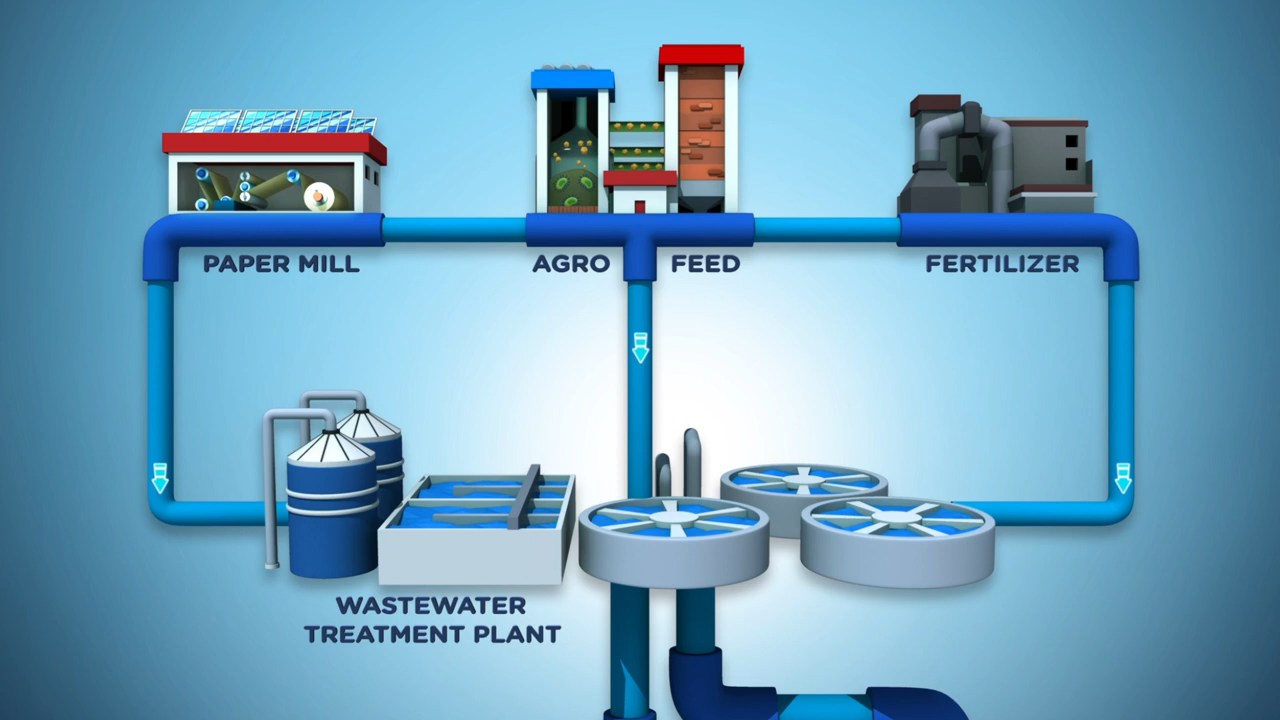 PAPER MILL
AGRO FEED
FERTILIZER
WASTEWATER
TREATMENT PLANT